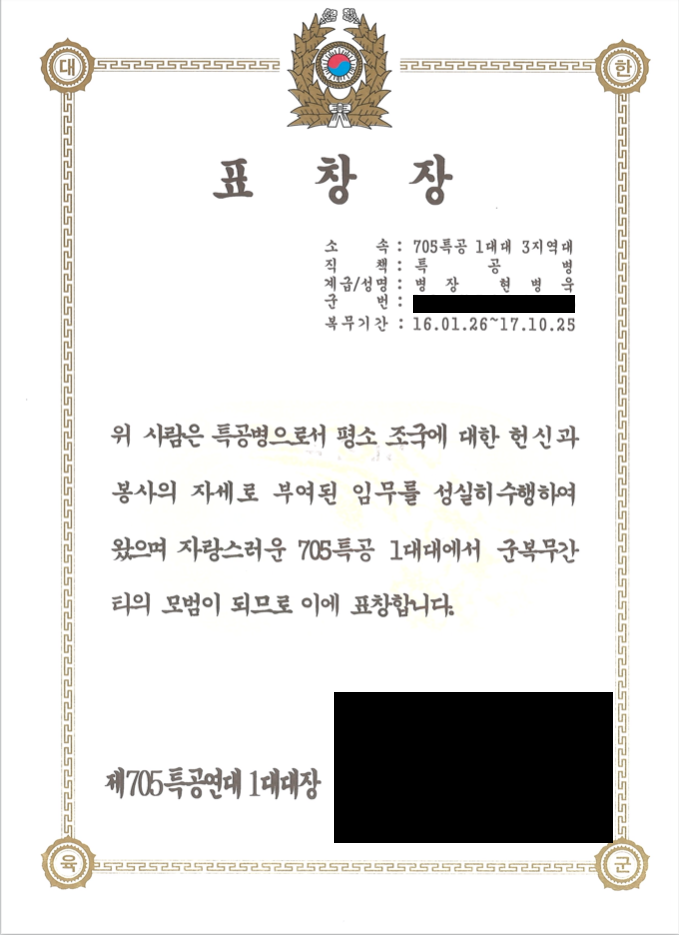 대 한
표 창 장
소 속 : 705특공 1대대 3지역대
직 책 : 특 공 병
계급/성명 : 병 장 현 병 욱
군 번 :
복무기간 : 16.01.26~17.10.25
위 사람은 특공병으로서 평소 조국에 대한 헌신과
봉사의 자세로 부여된 임무를 성실히 수행하여
왔으며 자랑스러운 705특공 1대대에서 군복무간
타의 모범이 되므로 이에 표창합니다.
제705특공연대 1대대장
육 군